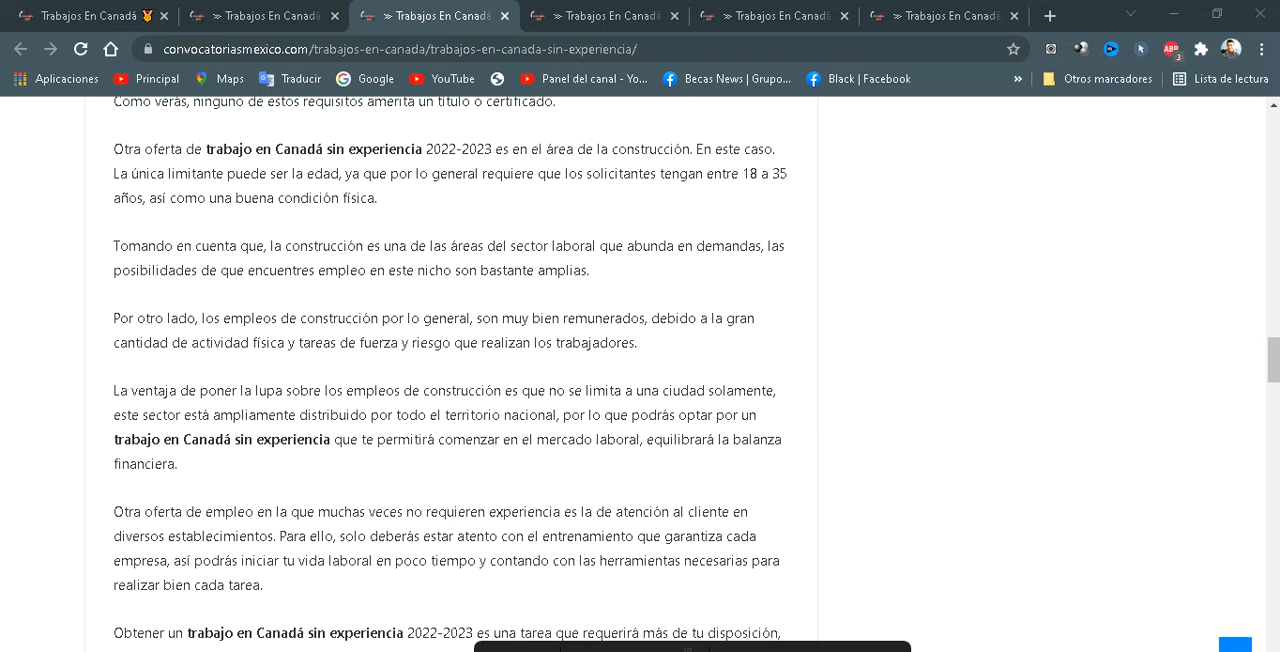 Trabajos En Canadá 🏅
≫ Trabajos En Canadá
≫ Trabajos En Canadá
≫ Trabajos En Canadá
≫ Trabajos En Canadá
≫ Trabajos En Canadá
convocatoriasmexico.com/trabajos-en-canada/trabajos-en-canada-sin-experiencia/
ABP
3
Aplicaciones
Principal
Maps
Traducir
Google
YouTube
Panel del canal - Yo...
Becas News | Grupo...
Black | Facebook
»
Otros marcadores
Lista de lectura
Como verás, ninguno de estos requisitos amerita un título o certificado.
Otra oferta de trabajo en Canadá sin experiencia 2022-2023 es en el área de la construcción. En este caso.
La única limitante puede ser la edad, ya que por lo general requiere que los solicitantes tengan entre 18 a 35
años, así como una buena condición física.
Tomando en cuenta que, la construcción es una de las áreas del sector laboral que abunda en demandas, las
posibilidades de que encuentres empleo en este nicho son bastante amplias.
Por otro lado, los empleos de construcción por lo general, son muy bien remunerados, debido a la gran
cantidad de actividad física y tareas de fuerza y riesgo que realizan los trabajadores.
La ventaja de poner la lupa sobre los empleos de construcción es que no se limita a una ciudad solamente,
este sector está ampliamente distribuido por todo el territorio nacional, por lo que podrás optar por un
trabajo en Canadá sin experiencia que te permitirá comenzar en el mercado laboral, equilibrará la balanza
financiera.
Otra oferta de empleo en la que muchas veces no requieren experiencia es la de atención al cliente en
diversos establecimientos. Para ello, solo deberás estar atento con el entrenamiento que garantiza cada
empresa, así podrás iniciar tu vida laboral en poco tiempo y contando con las herramientas necesarias para
realizar bien cada tarea.
Obtener un trabajo en Canadá sin experiencia 2022-2023 es una tarea que requerirá más de tu disposición,